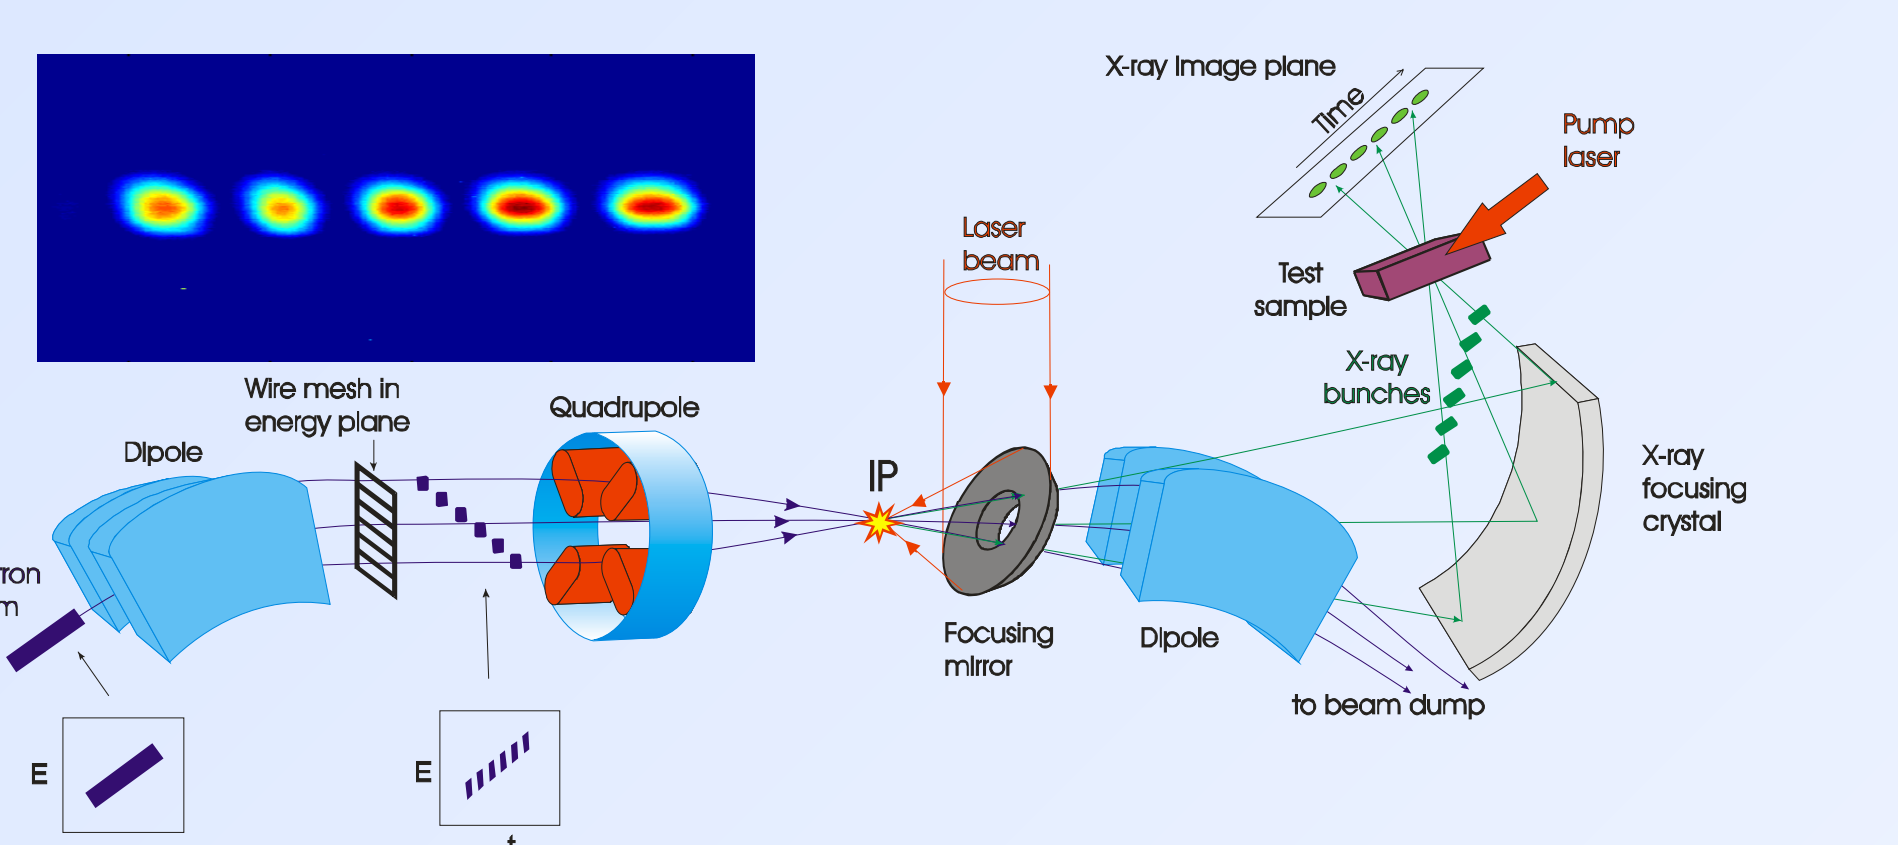 X-ray Image plane
Time
Pump
laser
Laser
beam
Test
sample
X-ray
bunches
Wire mesh in
energy plane
Quadrupole
Dipole
IP
X-ray
focusing
crystal
Focusing
mirror
Dipole
to beam dump
E
E